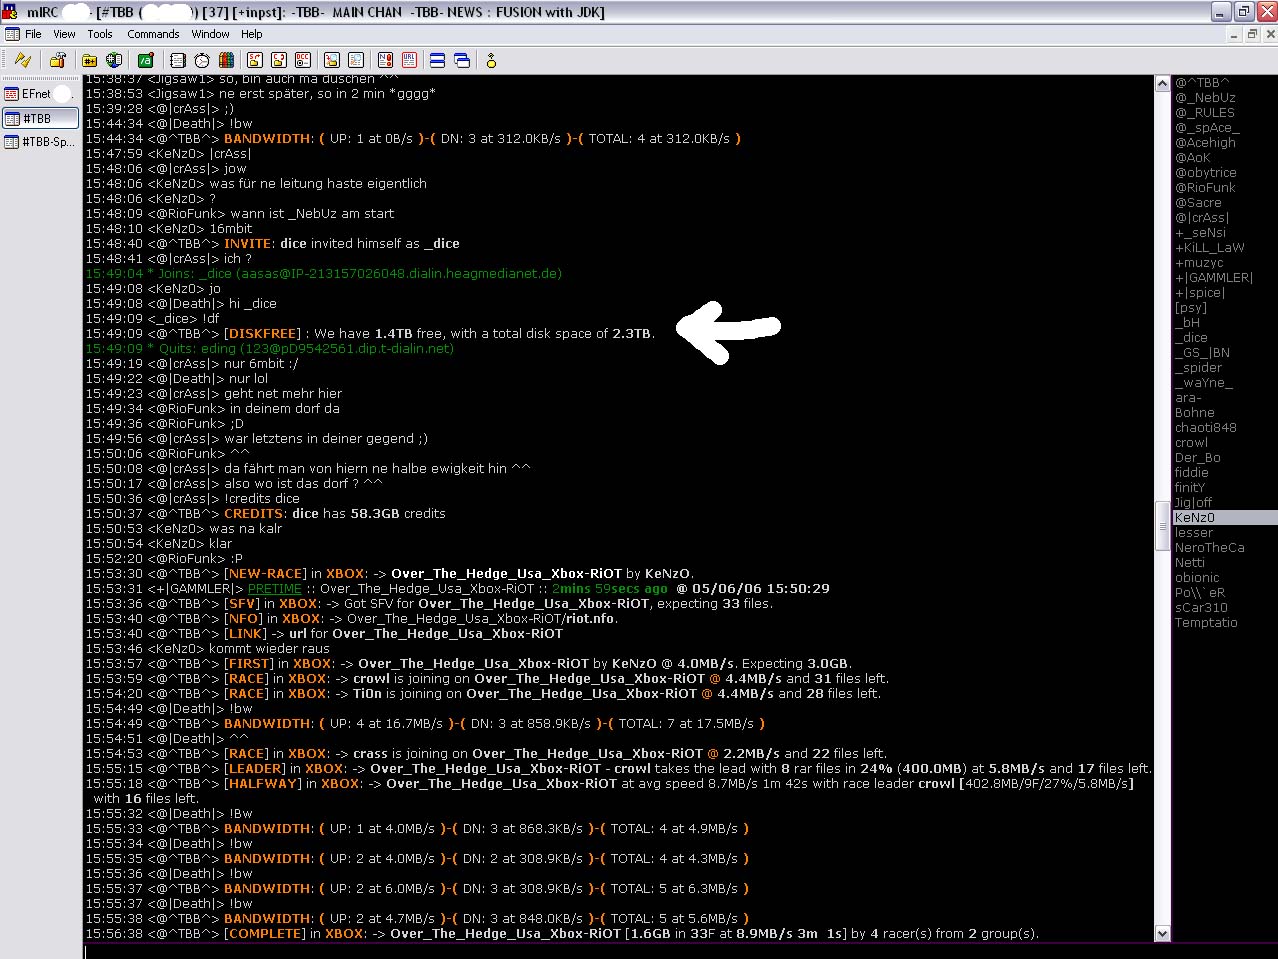 mIRC - [#TBB ( )] [37] [+inpst]: -TBB- MAIN CHAN -TBB- NEWS : FUSION with JDK]
File View Tools Commands Window Help
EFnet
#TBB
#TBB-Sp...
15:38:37 <Jigsaw1> so, bin auch ma duschen ^^
15:38:53 <Jigsaw1> ne erst später, so in 2 min *gggg*
15:39:28 <@|crAss|> ;)
15:44:34 <@|Death|> !bw
15:44:34 <@^TBB^> BANDWIDTH: ( UP: 1 at 0B/s )-( DN: 3 at 312.0KB/s )-( TOTAL: 4 at 312.0KB/s )
15:47:59 <KeNz0> |crAss|
15:48:06 <@|crAss|> jow
15:48:06 <KeNz0> was für ne leitung haste eigentlich
15:48:06 <KeNz0> ?
15:48:09 <@RioFunk> wann ist _NebUz am start
15:48:10 <KeNz0> 16mbit
15:48:40 <@^TBB^> INVITE: dice invited himself as _dice
15:48:41 <@|crAss|> ich ?
15:49:04 * Joins: _dice (aasas@IP-213157026048.dialin.heagmedianet.de)
15:49:08 <KeNz0> jo
15:49:08 <@|Death|> hi _dice
15:49:09 <_dice> !df
15:49:09 <@^TBB^> [DISKFREE] : We have 1.4TB free, with a total disk space of 2.3TB.
15:49:09 * Quits: eding (123@pD9542561.dip.t-dialin.net)
15:49:19 <@|crAss|> nur 6mbit :/
15:49:22 <@|Death|> nur lol
15:49:23 <@|crAss|> geht net mehr hier
15:49:34 <@RioFunk> in deinem dorf da
15:49:36 <@RioFunk> ;D
15:49:56 <@|crAss|> war letztens in deiner gegend ;)
15:50:06 <@RioFunk> ^^
15:50:08 <@|crAss|> da fährt man von hiern ne halbe ewigkeit hin ^^
15:50:17 <@|crAss|> also wo ist das dorf ? ^^
15:50:36 <@|crAss|> !credits dice
15:50:37 <@^TBB^> CREDITS: dice has 58.3GB credits
15:50:53 <KeNz0> was na kalr
15:50:54 <KeNz0> klar
15:52:20 <@RioFunk> :P
15:53:30 <@^TBB^> [NEW-RACE] in XBOX: -> Over_The_Hedge_Usa_Xbox-RiOT by KeNzO.
15:53:31 <+|GAMMLER|> PRETIME :: Over_The_Hedge_Usa_Xbox-RiOT :: 2mins 59secs ago @ 05/06/06 15:50:29
15:53:36 <@^TBB^> [SFV] in XBOX: -> Got SFV for Over_The_Hedge_Usa_Xbox-RiOT, expecting 33 files.
15:53:40 <@^TBB^> [NFO] in XBOX: -> Over_The_Hedge_Usa_Xbox-RiOT/riot.nfo.
15:53:40 <@^TBB^> [LINK] -> url for Over_The_Hedge_Usa_Xbox-RiOT
15:53:46 <KeNz0> kommt wieder raus
15:53:57 <@^TBB^> [FIRST] in XBOX: -> Over_The_Hedge_Usa_Xbox-RiOT by KeNzO @ 4.0MB/s. Expecting 3.0GB.
15:53:59 <@^TBB^> [RACE] in XBOX: -> crowl is joining on Over_The_Hedge_Usa_Xbox-RiOT @ 4.4MB/s and 31 files left.
15:54:20 <@^TBB^> [RACE] in XBOX: -> Ti0n is joining on Over_The_Hedge_Usa_Xbox-RiOT @ 4.4MB/s and 28 files left.
15:54:49 <@|Death|> !bw
15:54:49 <@^TBB^> BANDWIDTH: ( UP: 4 at 16.7MB/s )-( DN: 3 at 858.9KB/s )-( TOTAL: 7 at 17.5MB/s )
15:54:51 <@|Death|> ^^
15:54:53 <@^TBB^> [RACE] in XBOX: -> crass is joining on Over_The_Hedge_Usa_Xbox-RiOT @ 2.2MB/s and 22 files left.
15:55:15 <@^TBB^> [LEADER] in XBOX: -> Over_The_Hedge_Usa_Xbox-RiOT - crowl takes the lead with 8 rar files in 24% (400.0MB) at 5.8MB/s and 17 files left.
15:55:18 <@^TBB^> [HALFWAY] in XBOX: -> Over_The_Hedge_Usa_Xbox-RiOT at avg speed 8.7MB/s 1m 42s with race leader crowl [402.8MB/9F/27%/5.8MB/s]
with 16 files left.
15:55:32 <@|Death|> !Bw
15:55:33 <@^TBB^> BANDWIDTH: ( UP: 1 at 4.0MB/s )-( DN: 3 at 868.3KB/s )-( TOTAL: 4 at 4.9MB/s )
15:55:34 <@|Death|> !bw
15:55:35 <@^TBB^> BANDWIDTH: ( UP: 2 at 4.0MB/s )-( DN: 2 at 308.9KB/s )-( TOTAL: 4 at 4.3MB/s )
15:55:36 <@|Death|> !bw
15:55:37 <@^TBB^> BANDWIDTH: ( UP: 2 at 6.0MB/s )-( DN: 3 at 308.9KB/s )-( TOTAL: 5 at 6.3MB/s )
15:55:37 <@|Death|> !bw
15:55:38 <@^TBB^> BANDWIDTH: ( UP: 2 at 4.7MB/s )-( DN: 3 at 848.0KB/s )-( TOTAL: 5 at 5.6MB/s )
15:56:38 <@^TBB^> [COMPLETE] in XBOX: -> Over_The_Hedge_Usa_Xbox-RiOT [1.6GB in 33F at 8.9MB/s 3m 1s] by 4 racer(s) from 2 group(s).
@^TBB^
@_NebUz
@_RULES
@_spAce_
@Acehigh
@AoK
@obytrice
@RioFunk
@Sacre
@|crAss|
+_seNsi
+KiLL_LaW
+muzyc
+|GAMMLER|
+|spice|
[psy]
_bH
_dice
_GS_|BN
_spider
_waYne_
ara-
Bohne
chaoti848
crowl
Der_Bo
fiddie
finitY
Jig|off
KeNz0
lesser
NeroTheCa
Netti
obionic
Po\\`eR
sCar310
Temptatio